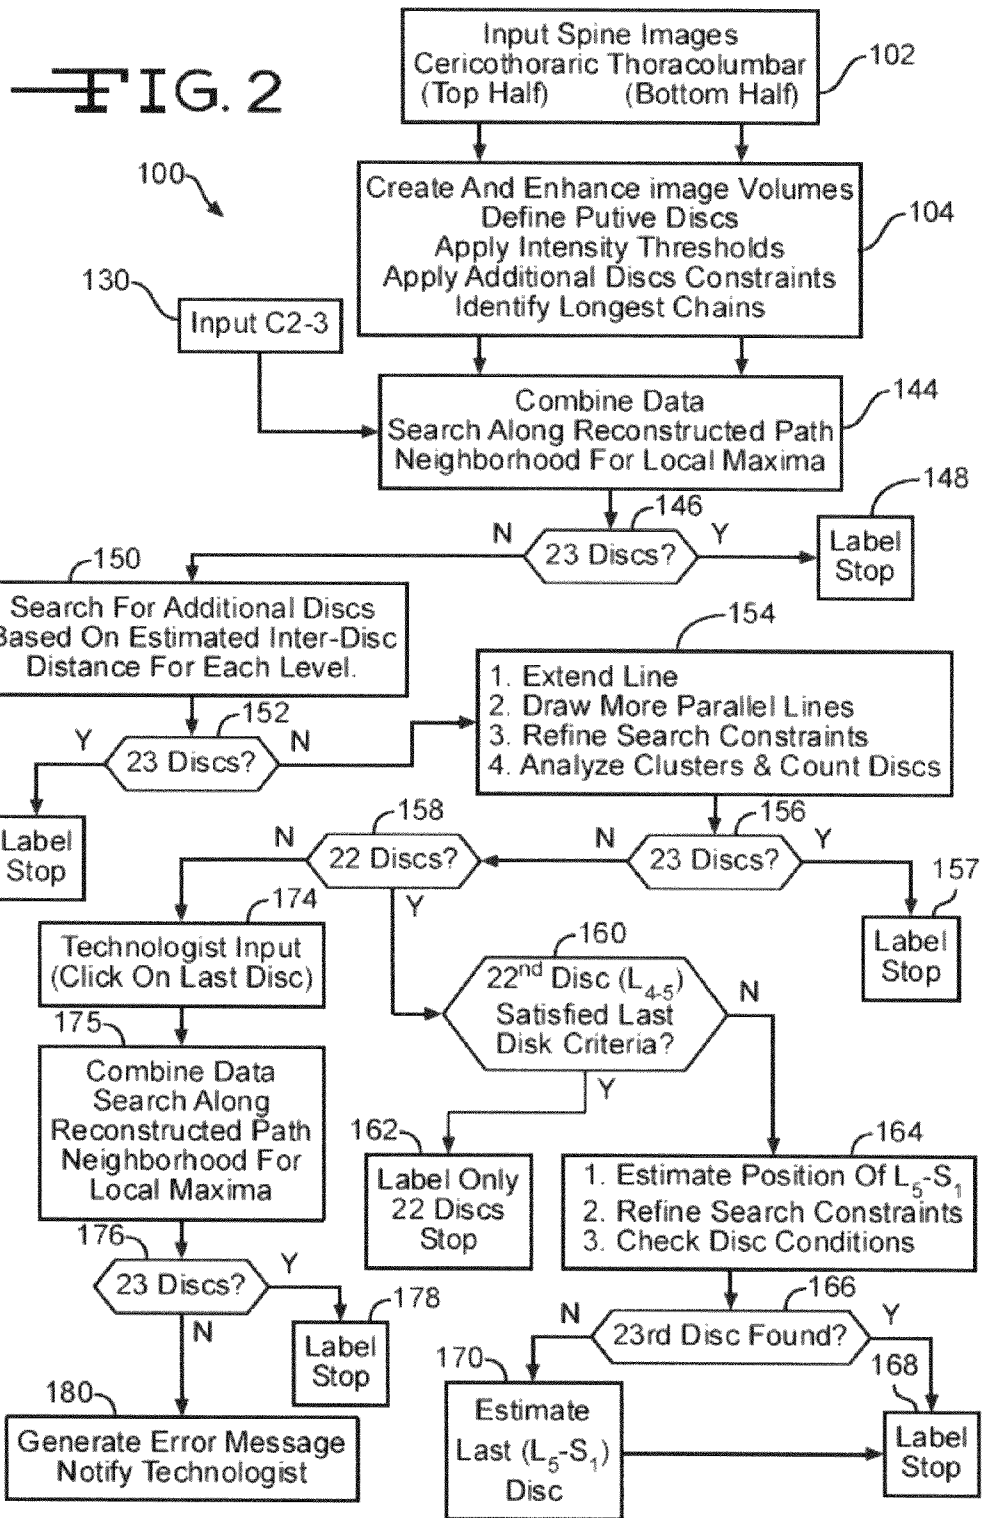 FIG. 2
Input Spine Images
Cericothoraric Thoracolumbar
(Top Half) (Bottom Half)
102
100
Create And Enhance image Volumes
Define Putive Discs
Apply Intensity Thresholds
Apply Additional Discs Constraints
Identify Longest Chains
104
130
Input C2-3
Combine Data
Search Along Reconstructed Path
Neighborhood For Local Maxima
144
146
N
23 Discs?
Y
148
Label
Stop
150
Search For Additional Discs
Based On Estimated Inter-Disc
Distance For Each Level.
152
Y
23 Discs?
N
Label
Stop
154
1. Extend Line
2. Draw More Parallel Lines
3. Refine Search Constraints
4. Analyze Clusters & Count Discs
156
N
23 Discs?
Y
157
Label
Stop
158
N
22 Discs?
Y
174
Technologist Input
(Click On Last Disc)
160
22nd Disc (L4-5)
Satisfied Last
Disk Criteria?
N
Y
175
Combine Data
Search Along
Reconstructed Path
Neighborhood For
Local Maxima
162
Label Only
22 Discs
Stop
164
1. Estimate Position Of L5-S1
2. Refine Search Constraints
3. Check Disc Conditions
176
23 Discs?
Y
N
178
Label
Stop
166
N
23rd Disc Found?
Y
170
Estimate
Last (L5-S1)
Disc
168
Label
Stop
180
Generate Error Message
Notify Technologist